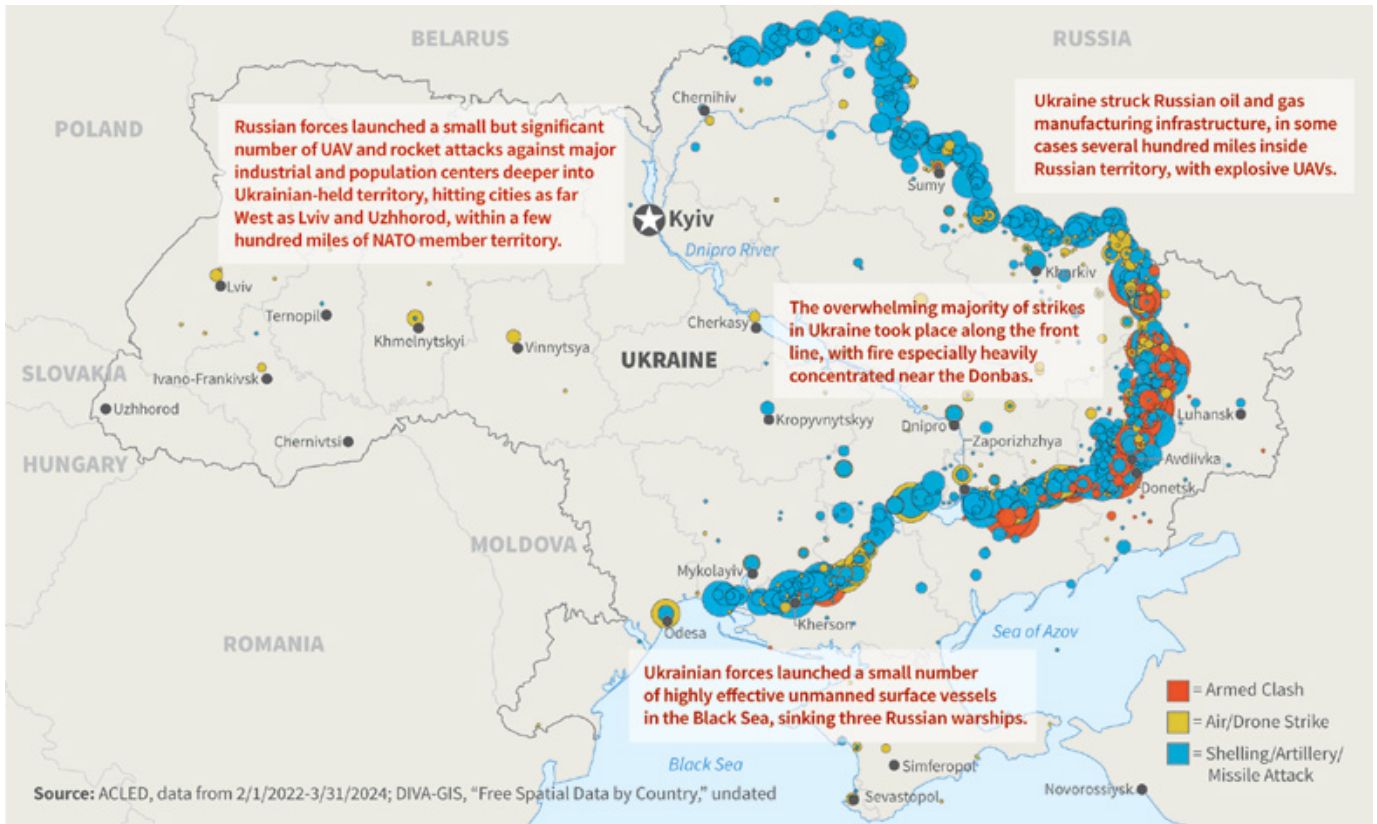 BELARUS
RUSSIA
POLAND
Chernihiv
Russian forces launched a small but significant
number of UAV and rocket attacks against major
industrial and population centers deeper into
Ukrainian-held territory, hitting cities as far
West as Lviv and Uzhhorod, within a few
hundred miles of NATO member territory.
Ukraine struck Russian oil and gas
manufacturing infrastructure, in some
cases several hundred miles inside
Russian territory, with explosive UAVs.
Sumy
Kyiv
Dnipro River
Kharkiv
Lviv
Ternopil
Khmelnytskyi
Vinnytsya
Cherkasy
The overwhelming majority of strikes
in Ukraine took place along the front
line, with fire especially heavily
concentrated near the Donbas.
UKRAINE
SLOVAKIA
Ivano-Frankivsk
Uzhhorod
Chernivtsi
Kropyvnytskyy
Dnipro
Luhansk
Zaporizhzhya
Avdiivka
Donetsk
HUNGARY
MOLDOVA
Mykolayiv
Odesa
Kherson
Sea of Azov
ROMANIA
Ukrainian forces launched a small number
of highly effective unmanned surface vessels
in the Black Sea, sinking three Russian warships.
= Armed Clash
= Air/Drone Strike
= Shelling/Artillery/
Missile Attack
Black Sea
Simferopol
Sevastopol
Novorossiysk
Source: ACLED, data from 2/1/2022-3/31/2024; DIVA-GIS, “Free Spatial Data by Country,” undated